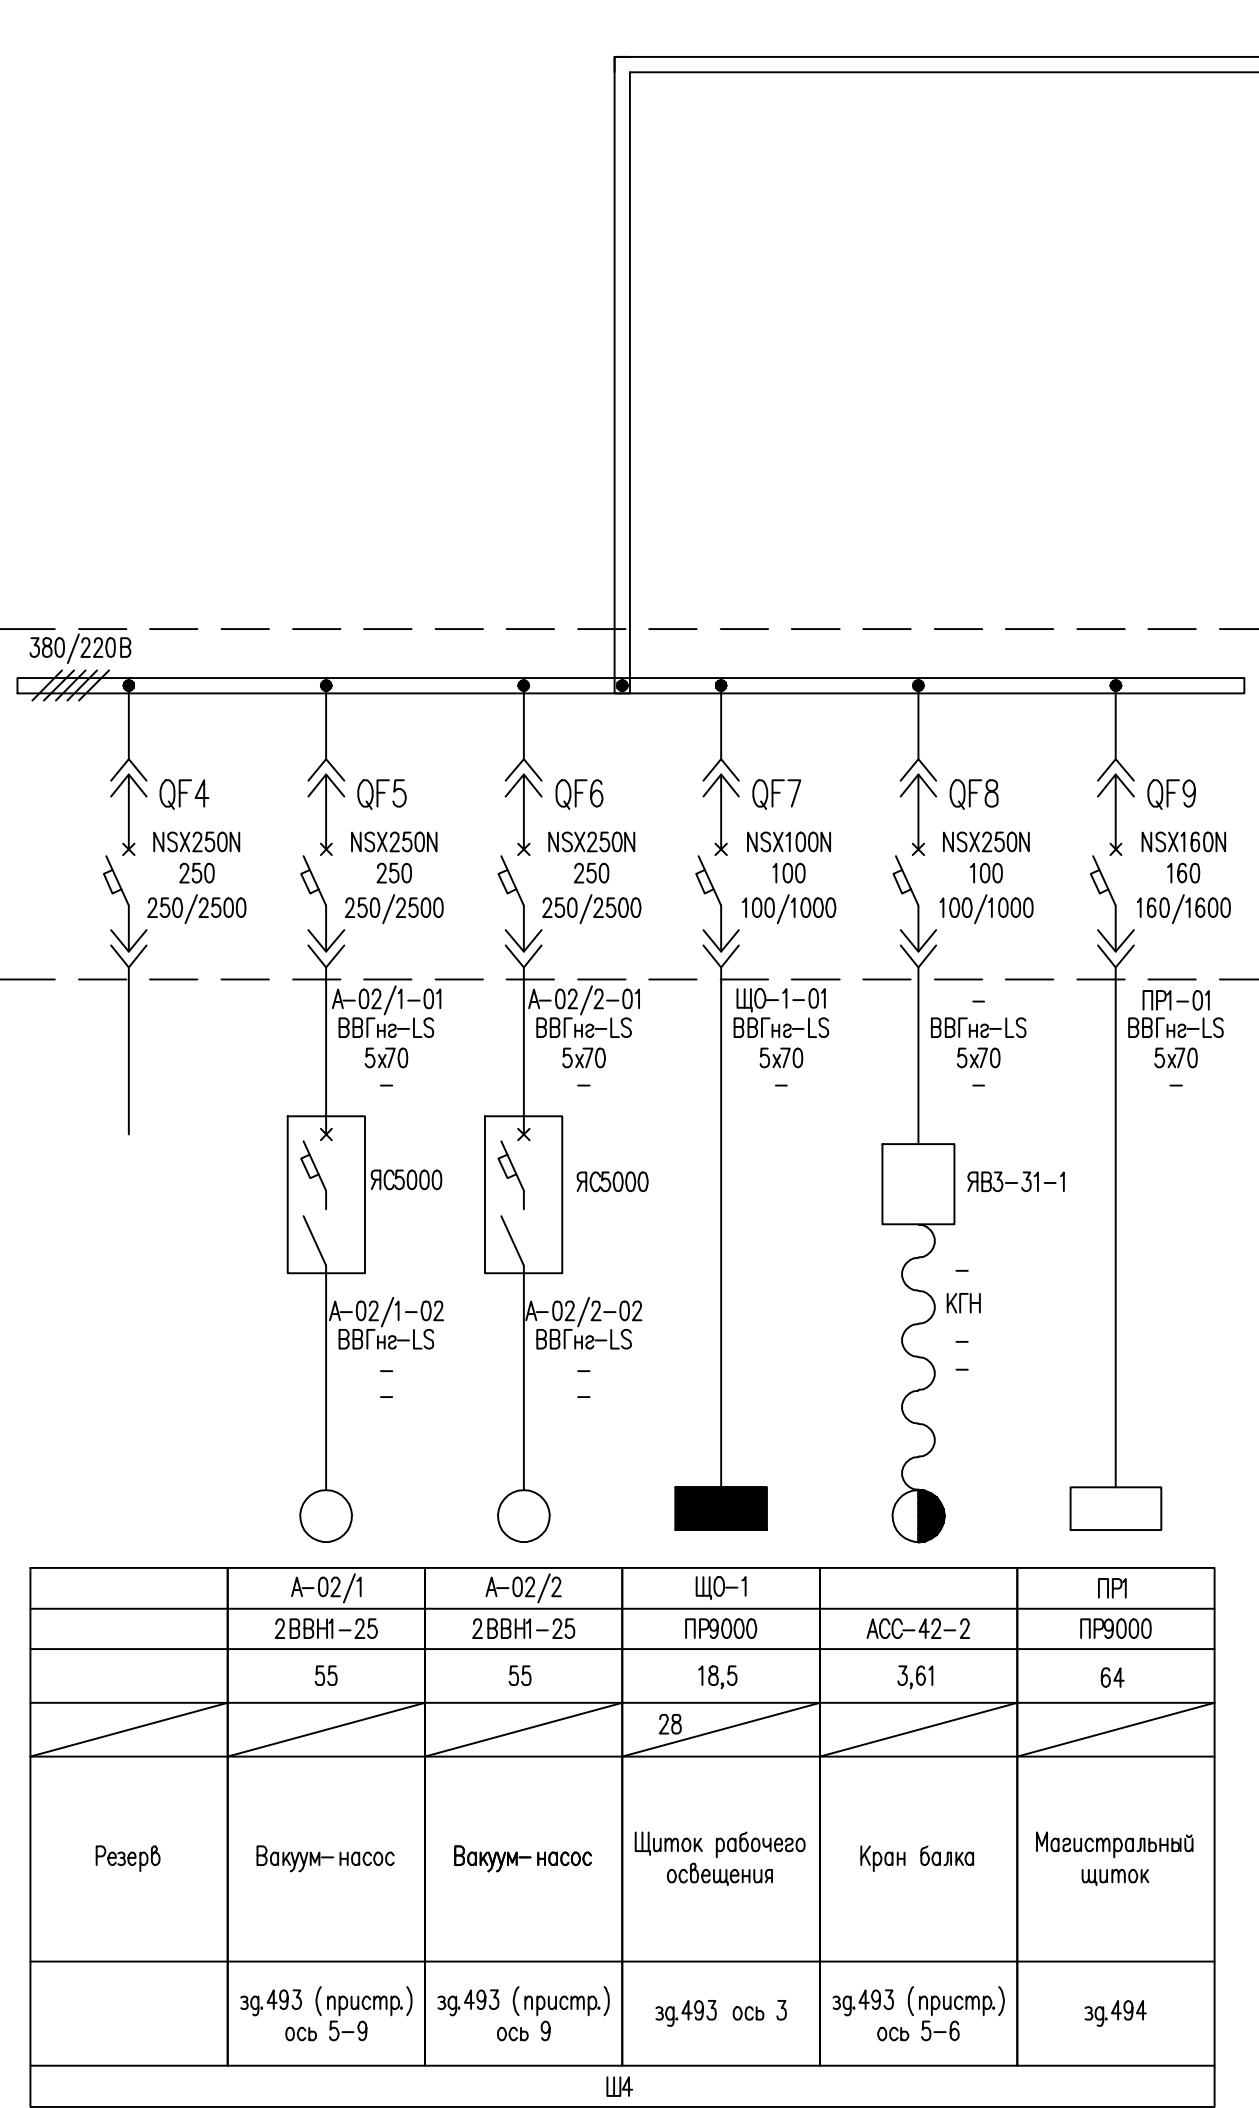 380/220В
QF4
NSX250N
250
250/2500
QF5
NSX250N
250
250/2500
QF6
NSX250N
250
250/2500
QF7
NSX100N
100
100/1000
QF8
NSX250N
100
100/1000
QF9
NSX160N
160
160/1600
А-02/1-01
ВВГнг-LS
5х70
-
А-02/2-01
ВВГнг-LS
5х70
-
ЩО-1-01
ВВГнг-LS
5х70
-
-
ВВГнг-LS
5х70
-
ПР1-01
ВВГнг-LS
5х70
-
ЯС5000
ЯС5000
ЯВЗ-31-1
А-02/1-02
ВВГнг-LS
-
-
А-02/2-02
ВВГнг-LS
-
-
-
КГН
-
-
А-02/1
А-02/2
ЩО-1
ПР1
2ВВН1-25
2ВВН1-25
ПР9000
АСС-42-2
ПР9000
55
55
18,5
3,61
64
28
Резерв
Вакуум-насос
Вакуум-насос
Щиток рабочего
освещения
Кран балка
Магистральный
щиток
зд.493 (пристр.)
ось 5-9
зд.493 (пристр.)
ось 9
зд.493 ось 3
зд.493 (пристр.)
ось 5-6
зд.494
Ш4